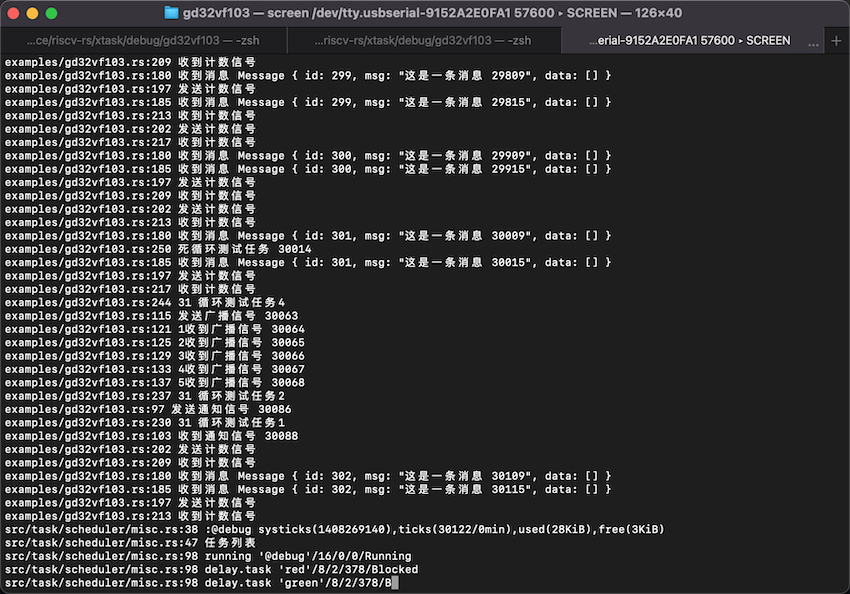 gd32vf103 — screen /dev/tty.usbserial-9152A2E0FA1 57600 ▸ SCREEN — 126×40
...ce/riscv-rs/xtask/debug/gd32vf103 — -zsh
...riscv-rs/xtask/debug/gd32vf103 — -zsh
...erial-9152A2E0FA1 57600 ▸ SCREEN ...
examples/gd32vf103.rs:209 收到计数信号
examples/gd32vf103.rs:180 收到消息 Message { id: 299, msg: "这是一条消息 29809", data: [] }
examples/gd32vf103.rs:197 发送计数信号
examples/gd32vf103.rs:185 收到消息 Message { id: 299, msg: "这是一条消息 29815", data: [] }
examples/gd32vf103.rs:213 收到计数信号
examples/gd32vf103.rs:202 发送计数信号
examples/gd32vf103.rs:217 收到计数信号
examples/gd32vf103.rs:180 收到消息 Message { id: 300, msg: "这是一条消息 29909", data: [] }
examples/gd32vf103.rs:185 收到消息 Message { id: 300, msg: "这是一条消息 29915", data: [] }
examples/gd32vf103.rs:197 发送计数信号
examples/gd32vf103.rs:209 收到计数信号
examples/gd32vf103.rs:202 发送计数信号
examples/gd32vf103.rs:213 收到计数信号
examples/gd32vf103.rs:180 收到消息 Message { id: 301, msg: "这是一条消息 30009", data: [] }
examples/gd32vf103.rs:250 死循环测试任务 30014
examples/gd32vf103.rs:185 收到消息 Message { id: 301, msg: "这是一条消息 30015", data: [] }
examples/gd32vf103.rs:197 发送计数信号
examples/gd32vf103.rs:217 收到计数信号
examples/gd32vf103.rs:244 31 循环测试任务4
examples/gd32vf103.rs:115 发送广播信号 30063
examples/gd32vf103.rs:121 1收到广播信号 30064
examples/gd32vf103.rs:125 2收到广播信号 30065
examples/gd32vf103.rs:129 3收到广播信号 30066
examples/gd32vf103.rs:133 4收到广播信号 30067
examples/gd32vf103.rs:137 5收到广播信号 30068
examples/gd32vf103.rs:237 31 循环测试任务2
examples/gd32vf103.rs:97 发送通知信号 30086
examples/gd32vf103.rs:230 31 循环测试任务1
examples/gd32vf103.rs:103 收到通知信号 30088
examples/gd32vf103.rs:202 发送计数信号
examples/gd32vf103.rs:209 收到计数信号
examples/gd32vf103.rs:180 收到消息 Message { id: 302, msg: "这是一条消息 30109", data: [] }
examples/gd32vf103.rs:185 收到消息 Message { id: 302, msg: "这是一条消息 30115", data: [] }
examples/gd32vf103.rs:197 发送计数信号
examples/gd32vf103.rs:213 收到计数信号
src/task/scheduler/misc.rs:38 :@debug systicks(1408269140),ticks(30122/0min),used(28KiB),free(3KiB)
src/task/scheduler/misc.rs:47 任务列表
src/task/scheduler/misc.rs:98 running '@debug'/16/0/0/Running
src/task/scheduler/misc.rs:98 delay.task 'red'/8/2/378/Blocked
src/task/scheduler/misc.rs:98 delay.task 'green'/8/2/378/B